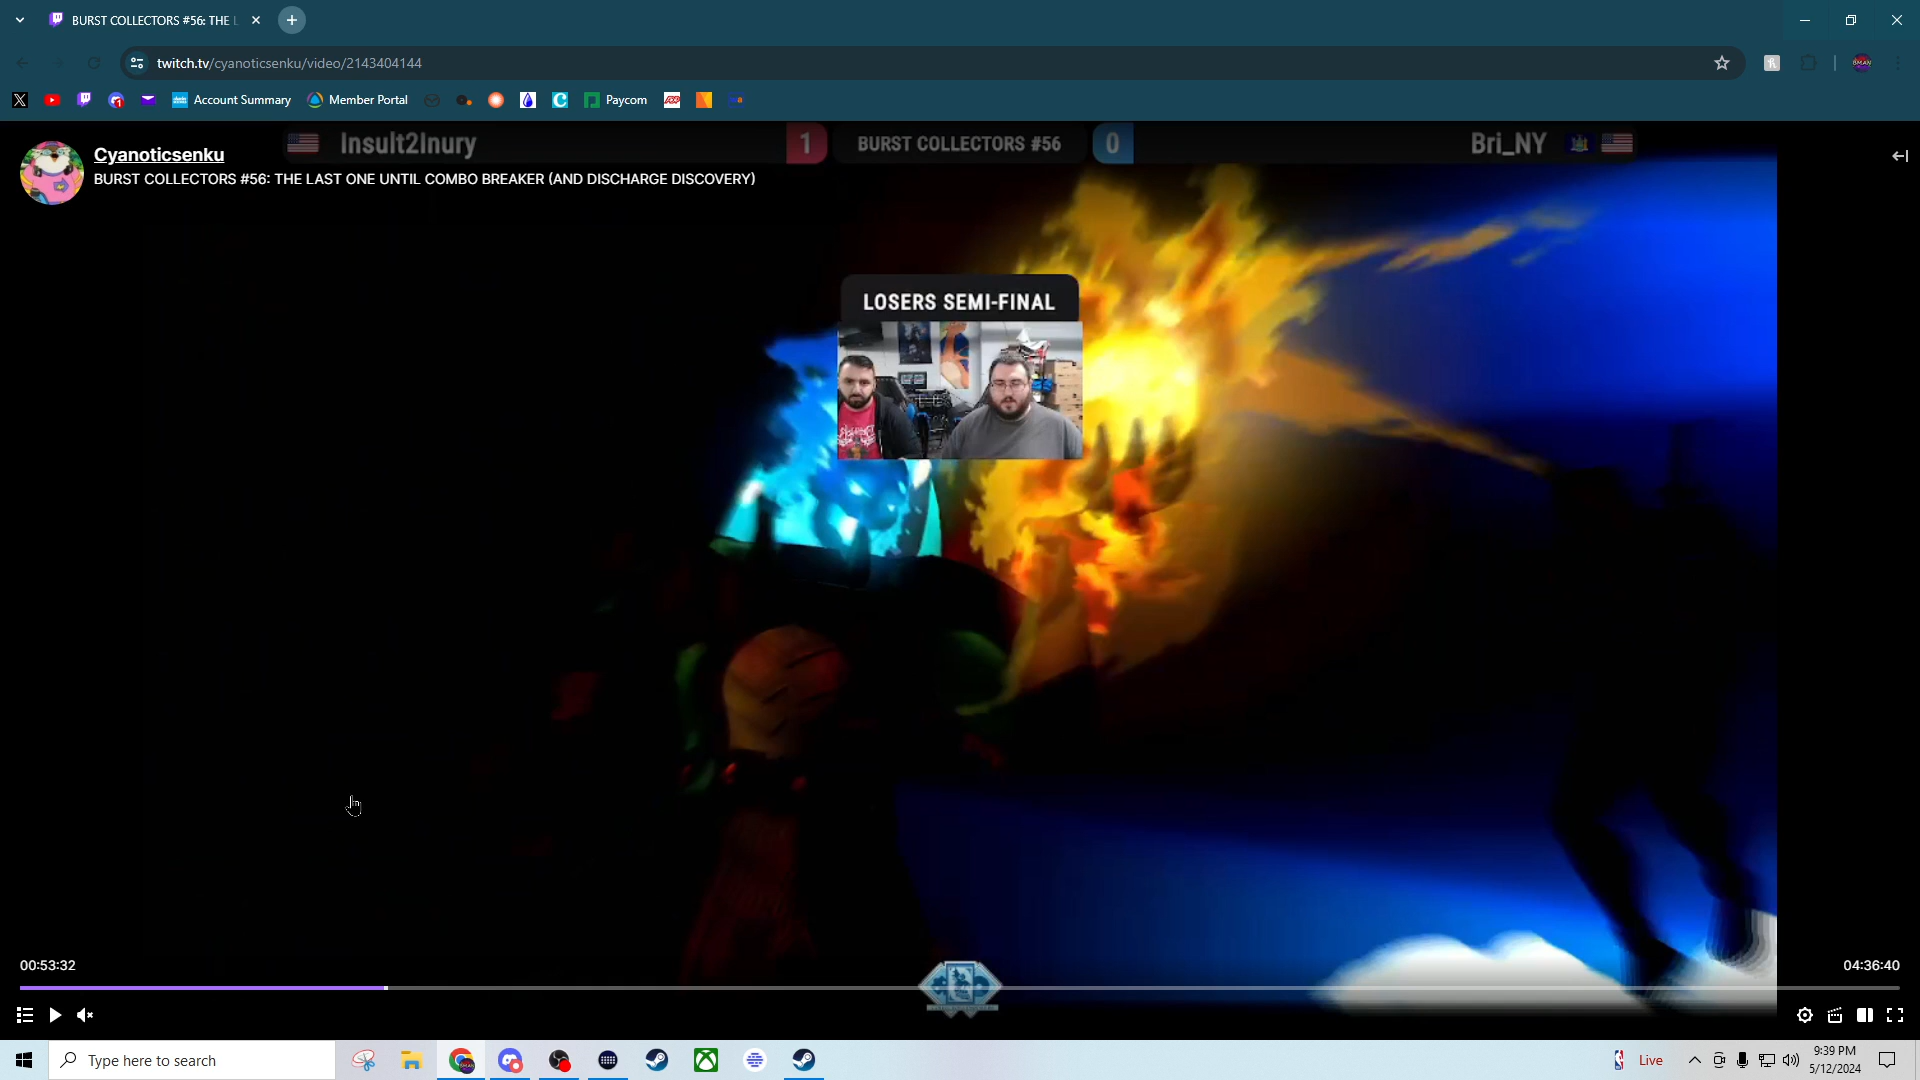 BURST COLLECTORS #56: THE L
twitch.tv/cyanoticsenku/video/2143404144
Account Summary
Member Portal
Paycom
Insult2Inury
1
BURST COLLECTORS #56
0
Bri_NY
Cyanoticsenku
BURST COLLECTORS #56: THE LAST ONE UNTIL COMBO BREAKER (AND DISCHARGE DISCOVERY)
LOSERS SEMI-FINAL
00:53:32
04:36:40
Type here to search
Live
9:39 PM
5/12/2024